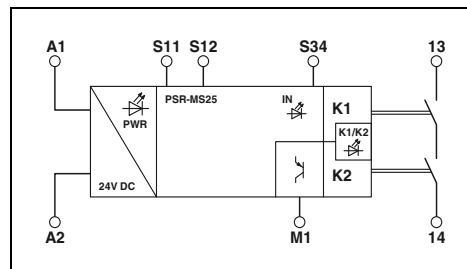 A1 S11 S12 S34 13
PSR-MS25 IN K1
PWR K1/K2
24V DC K2
A2 M1 14